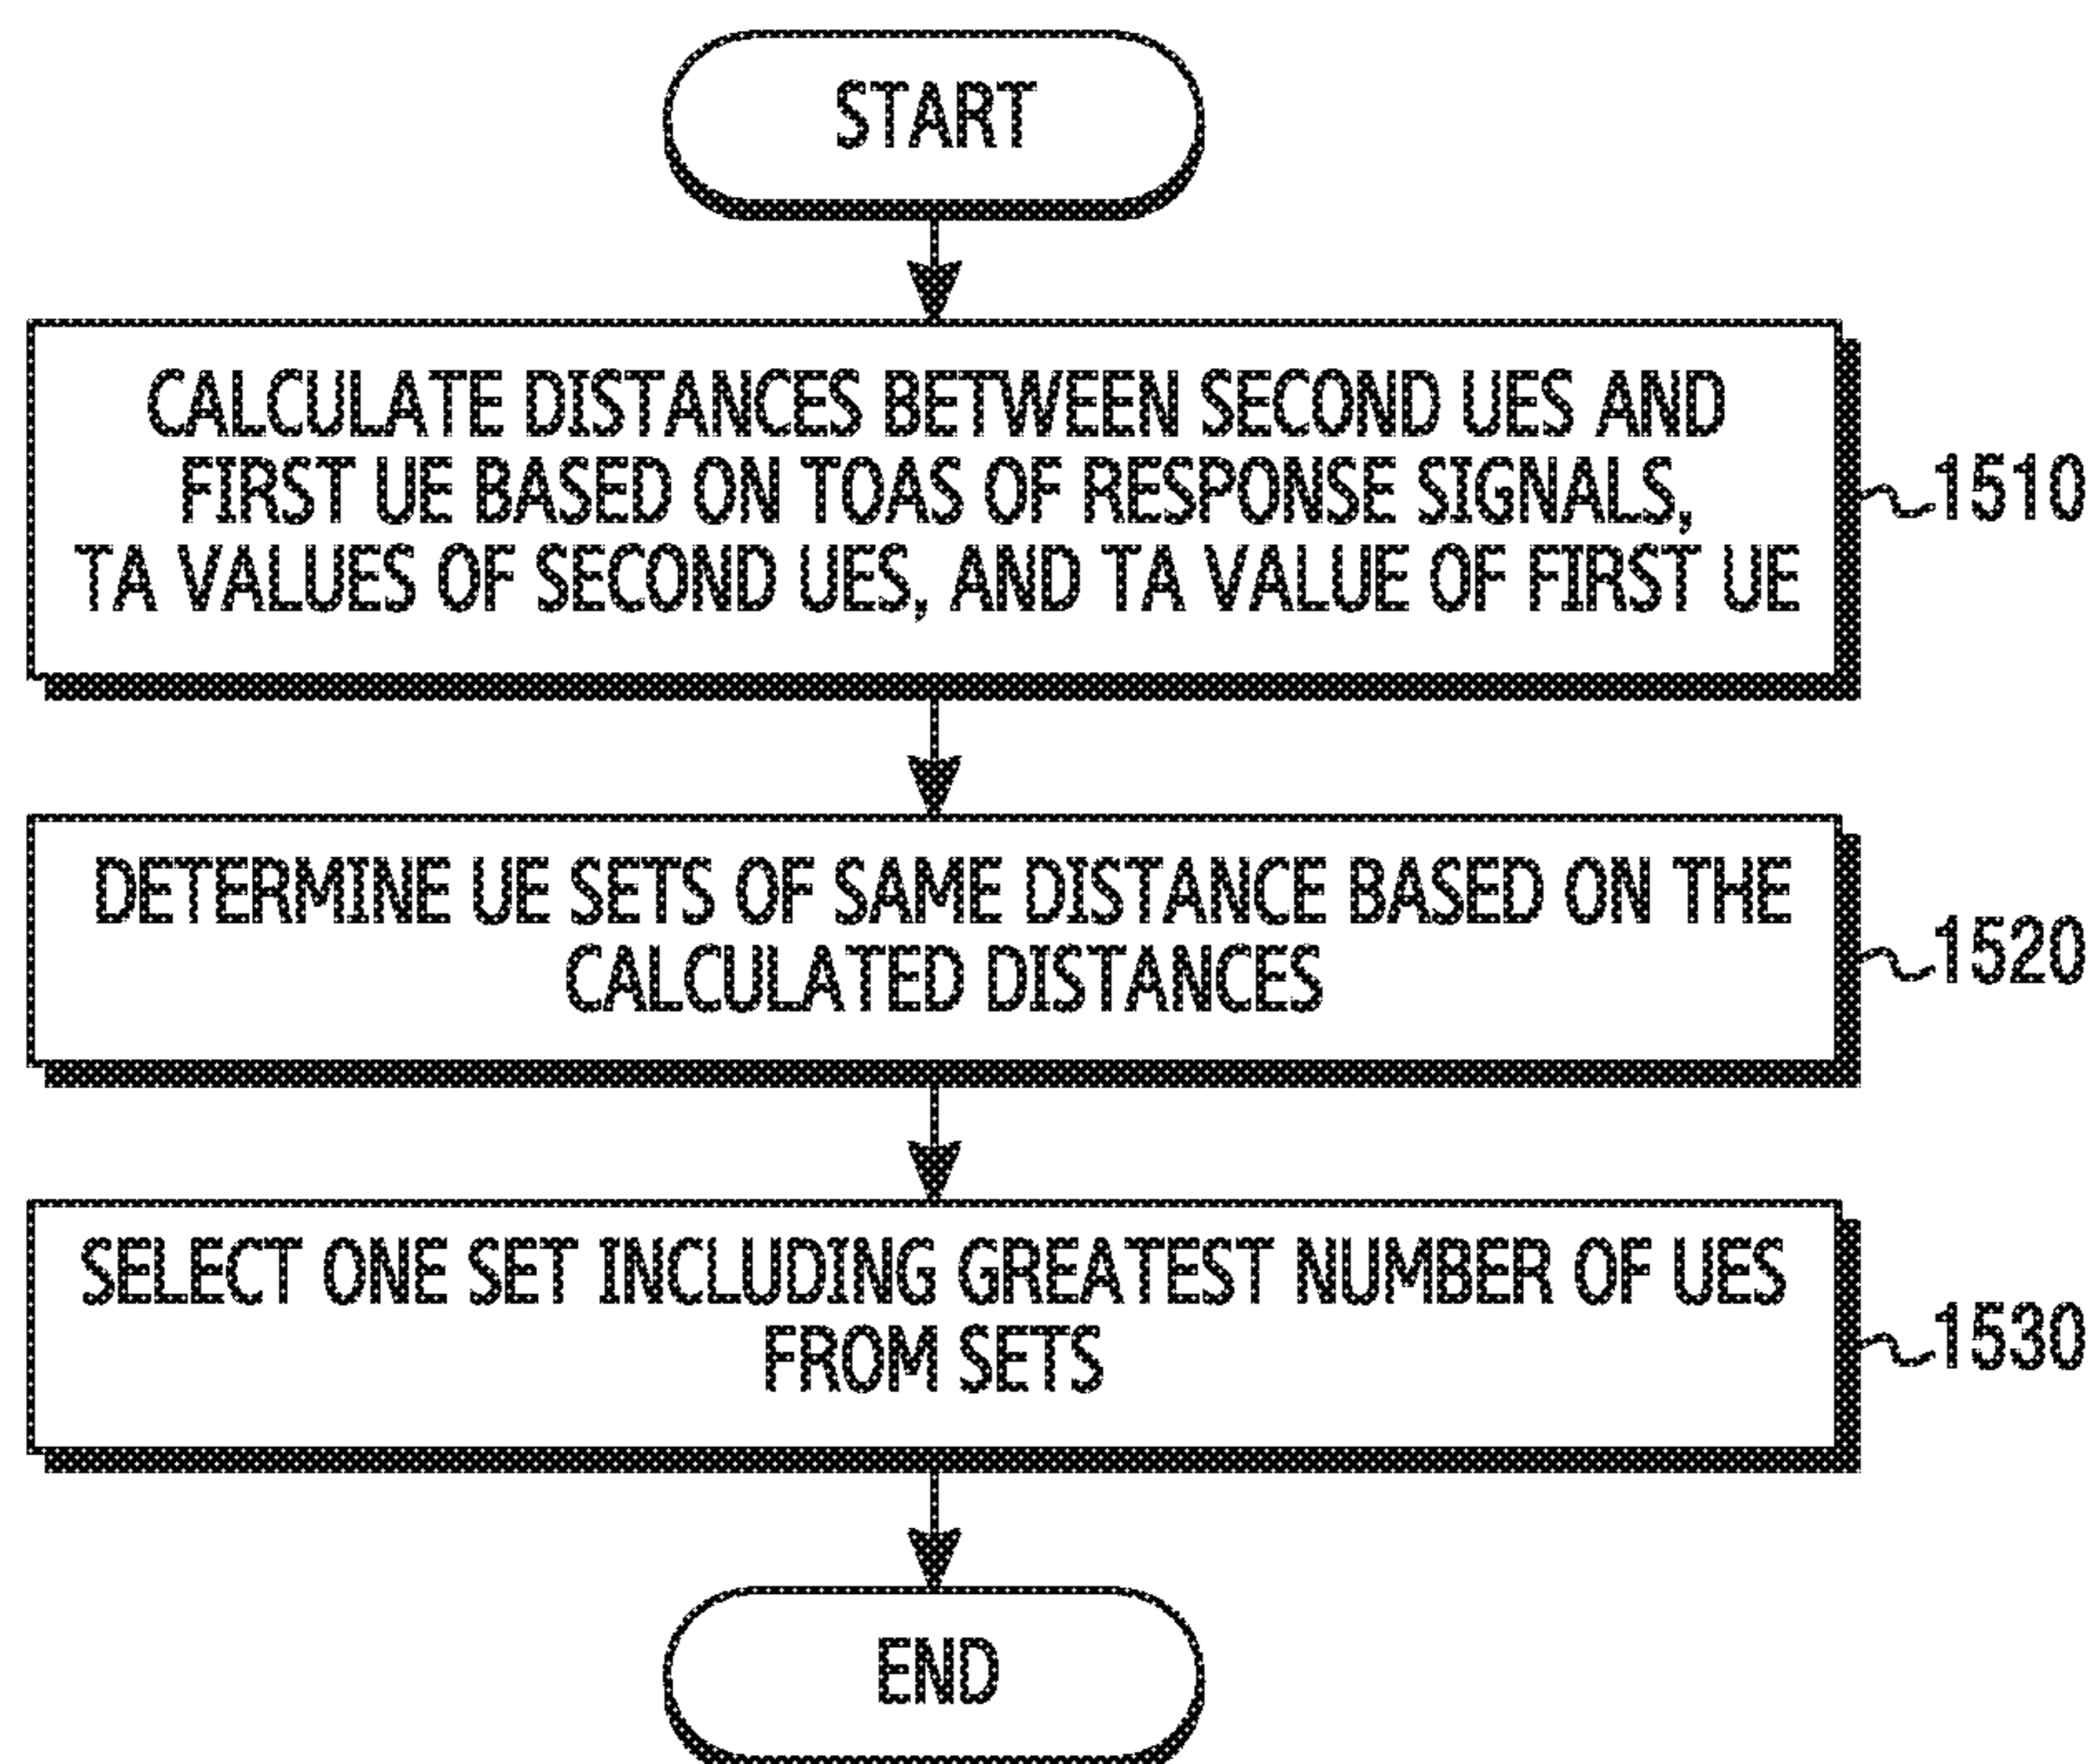 START
CALCULATE DISTANCES BETWEEN SECOND UES AND
FIRST UE BASED ON TOAS OF RESPONSE SIGNALS,
TA VALUES OF SECOND UES, AND TA VALUE OF FIRST UE
1510
DETERMINE UE SETS OF SAME DISTANCE BASED ON THE
CALCULATED DISTANCES
1520
SELECT ONE SET INCLUDING GREATEST NUMBER OF UES
FROM SETS
1530
END